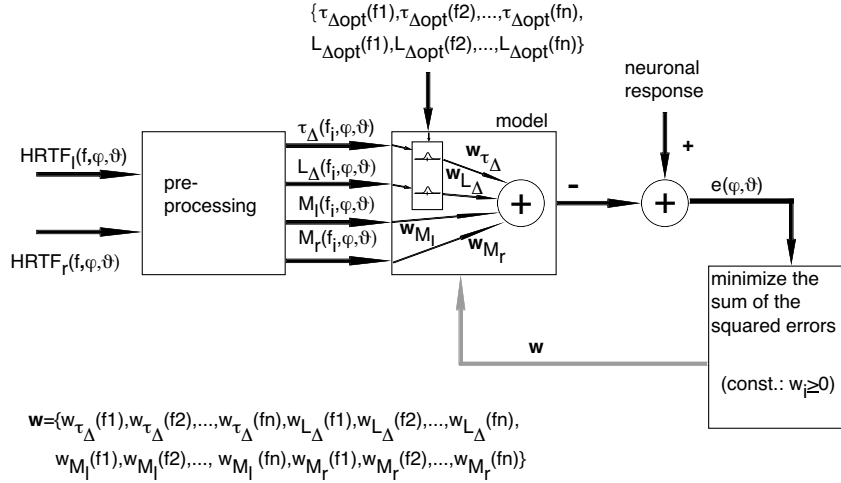 {τΔopt(f1),τΔopt(f2),...,τΔopt(fn),
LΔopt(f1),LΔopt(f2),...,LΔopt(fn)}
neuronal
response
model
τΔ(fi,φ,ϑ)
HRTFl(f,φ,ϑ)
LΔ(fi,φ,ϑ)
pre-
processing
Ml(fi,φ,ϑ)
Mr(fi,φ,ϑ)
HRTFr(f,φ,ϑ)
wτΔ
wLΔ
wMl
wMr
+
-
+
+
e(φ,ϑ)
minimize the
sum of the
squared errors
(const.: wi≥0)
w
w={wτΔ(f1),wτΔ(f2),...,wτΔ(fn),wLΔ(f1),wLΔ(f2),...,wLΔ(fn),
wMl(f1),wMl(f2),..., wMl (fn),wMr(f1),wMr(f2),...,wMr(fn)}